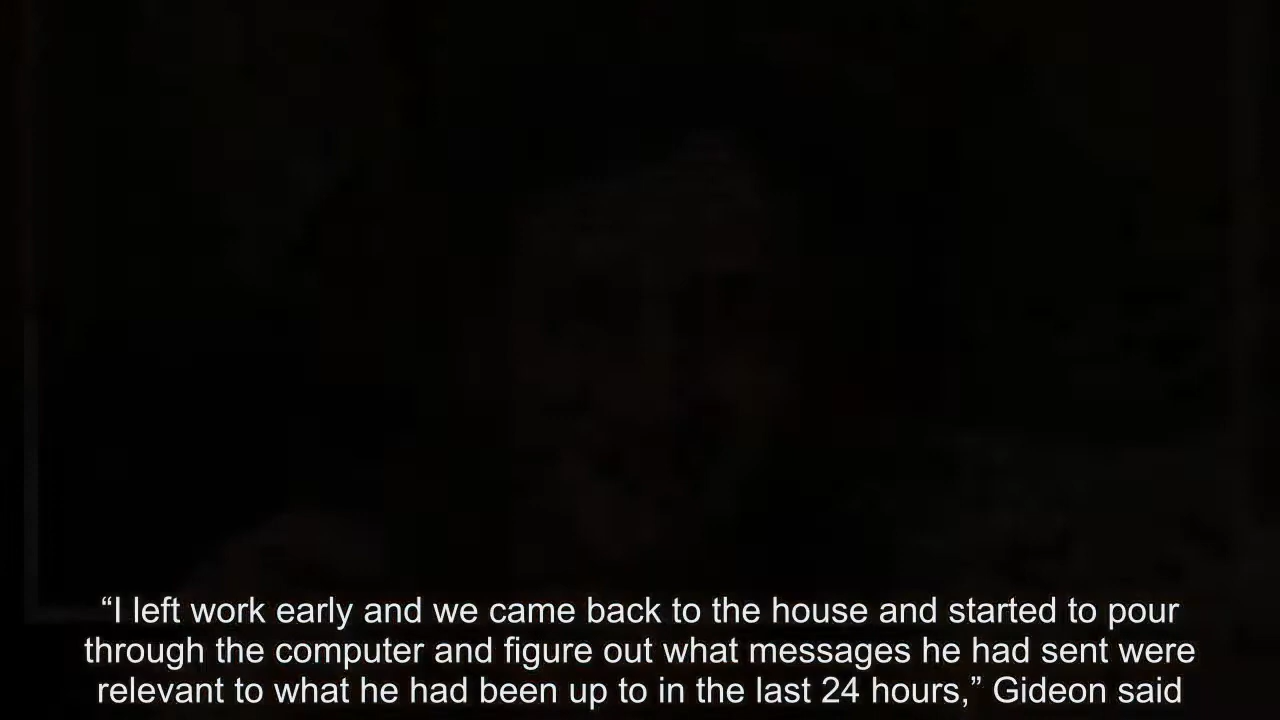 “I left work early and we came back to the house and started to pour
through the computer and figure out what messages he had sent were
relevant to what he had been up to in the last 24 hours,” Gideon said